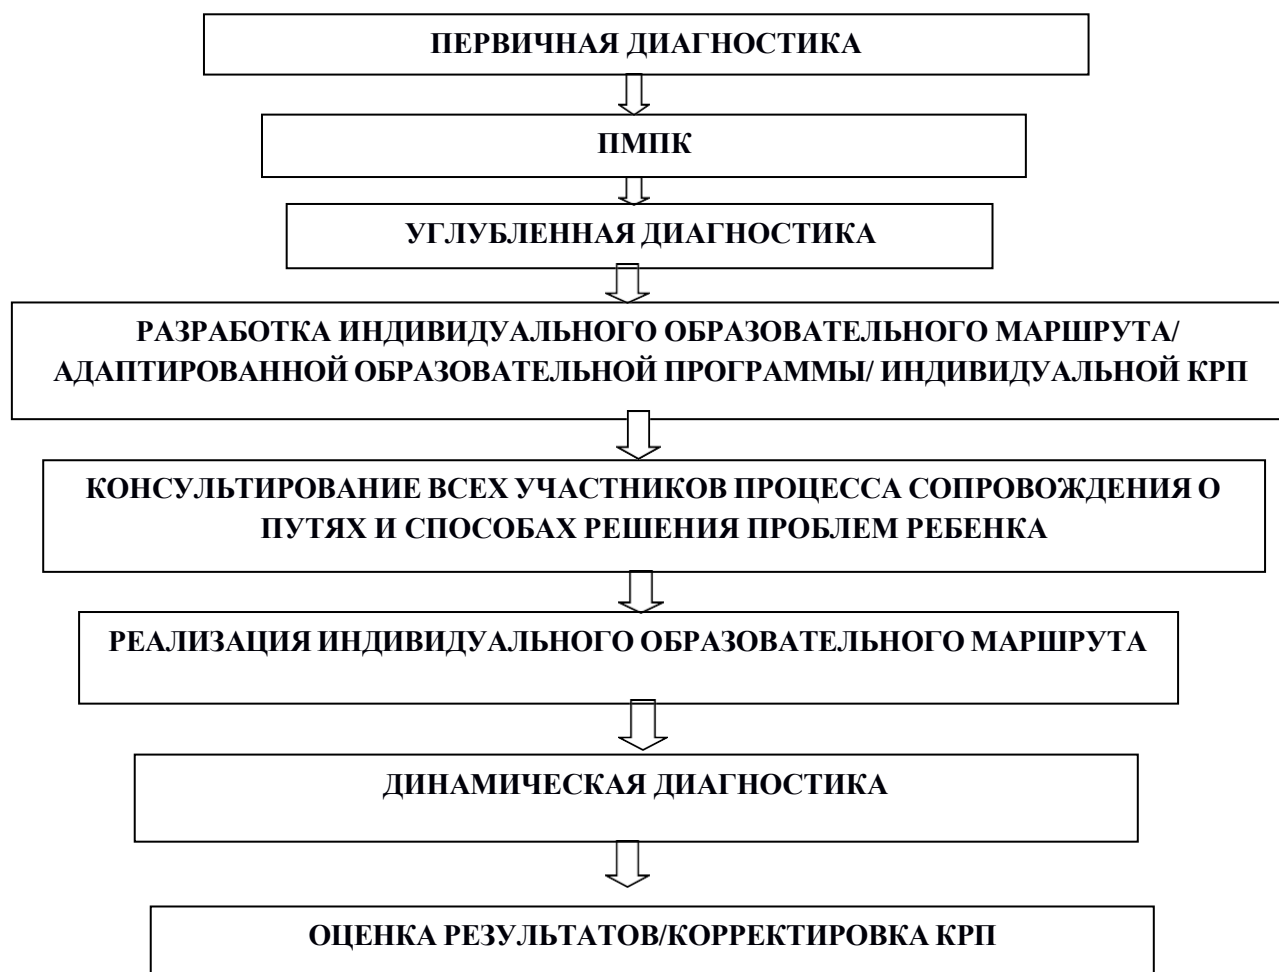 ПЕРВИЧНАЯ ДИАГНОСТИКА
ПМПК
УГЛУБЛЕННАЯ ДИАГНОСТИКА
РАЗРАБОТКА ИНДИВИДУАЛЬНОГО ОБРАЗОВАТЕЛЬНОГО МАРШРУТА/
АДАПТИРОВАННОЙ ОБРАЗОВАТЕЛЬНОЙ ПРОГРАММЫ/ ИНДИВИДУАЛЬНОЙ КРП
КОНСУЛЬТИРОВАНИЕ ВСЕХ УЧАСТНИКОВ ПРОЦЕССА СОПРОВОЖДЕНИЯ О
ПУТЯХ И СПОСОБАХ РЕШЕНИЯ ПРОБЛЕМ РЕБЕНКА
РЕАЛИЗАЦИЯ ИНДИВИДУАЛЬНОГО ОБРАЗОВАТЕЛЬНОГО МАРШРУТА
ДИНАМИЧЕСКАЯ ДИАГНОСТИКА
ОЦЕНКА РЕЗУЛЬТАТОВ/КОРРЕКТИРОВКА КРП